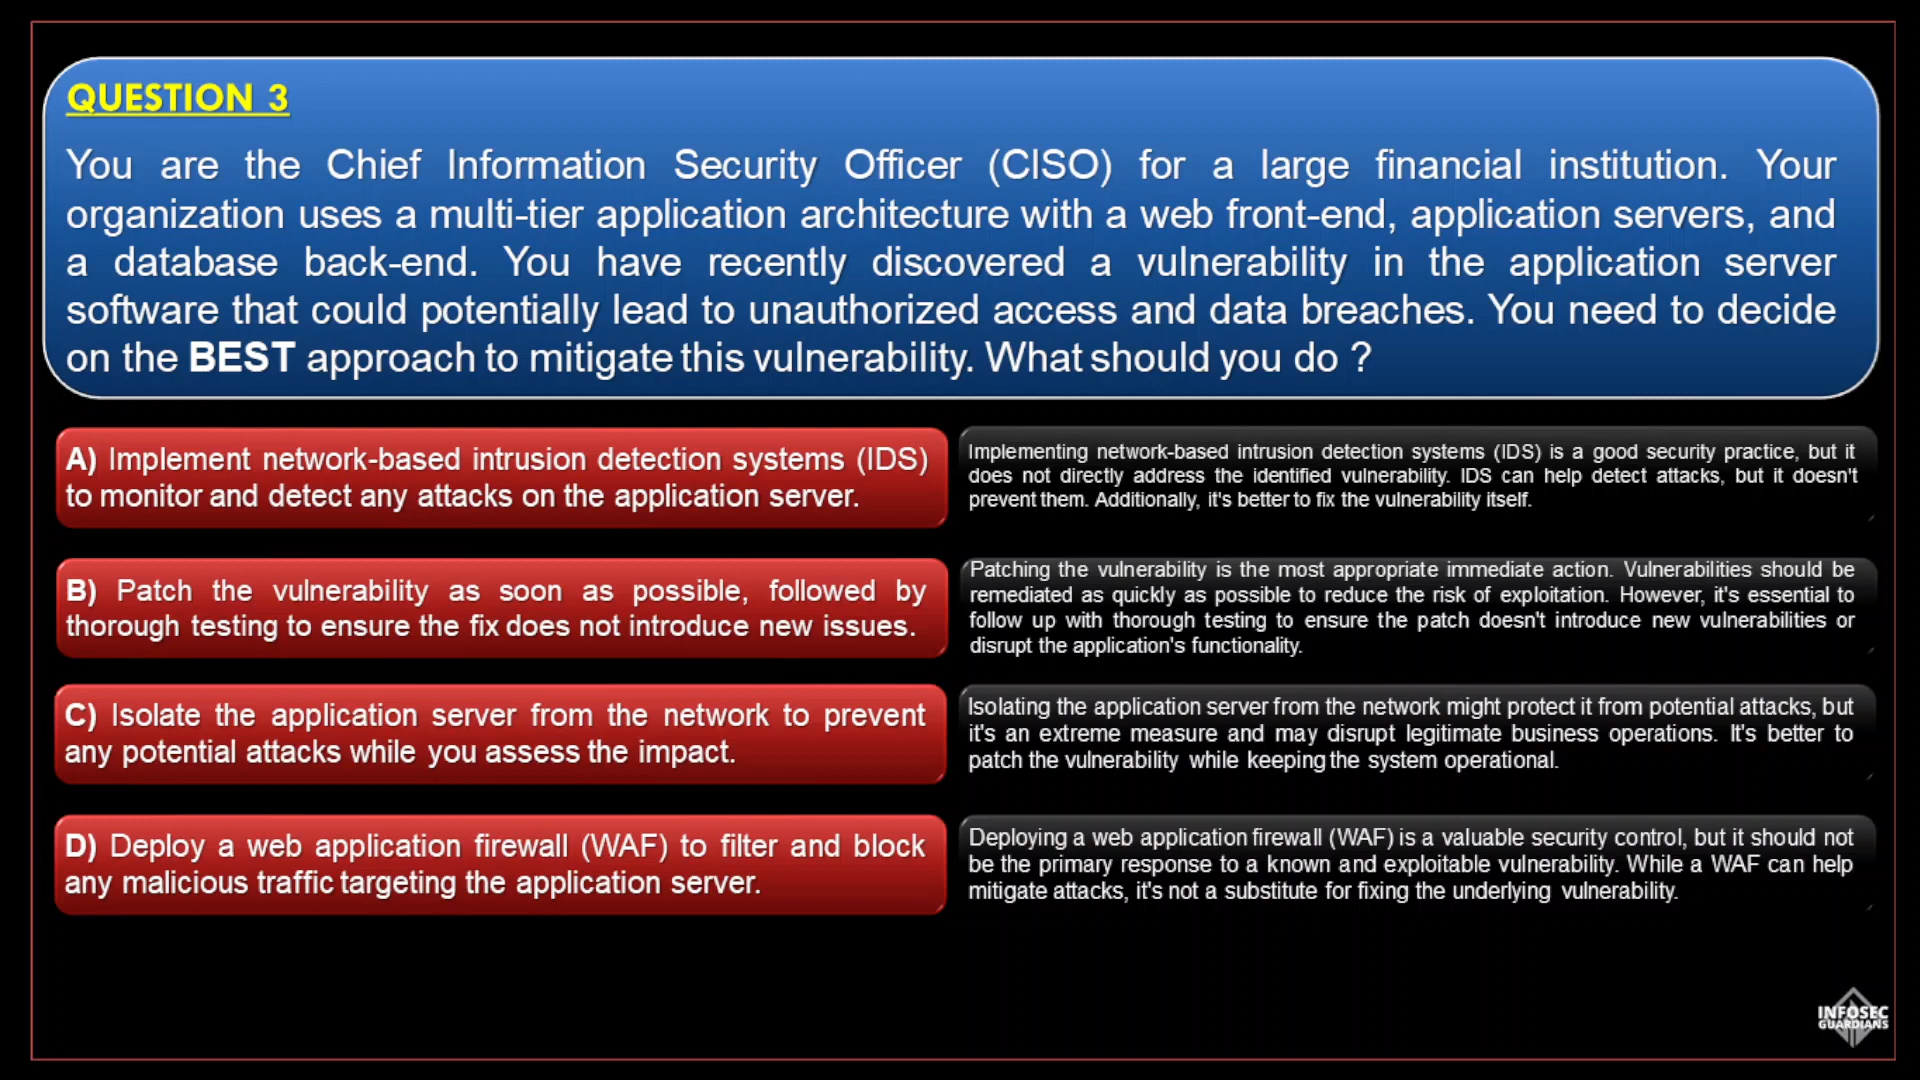 QUESTION 3
You are the Chief Information Security Officer (CISO) for a large financial institution. Your
organization uses a multi-tier application architecture with a web front-end, application servers, and
a database back-end. You have recently discovered a vulnerability in the application server
software that could potentially lead to unauthorized access and data breaches. You need to decide
on the BEST approach to mitigate this vulnerability. What should you do ?
A) Implement network-based intrusion detection systems (IDS)
to monitor and detect any attacks on the application server.
Implementing network-based intrusion detection systems (IDS) is a good security practice, but it
does not directly address the identified vulnerability. IDS can help detect attacks, but it doesn't
prevent them. Additionally, it's better to fix the vulnerability itself.
B) Patch the vulnerability as soon as possible, followed by
thorough testing to ensure the fix does not introduce new issues.
Patching the vulnerability is the most appropriate immediate action. Vulnerabilities should be
remediated as quickly as possible to reduce the risk of exploitation. However, it's essential to
follow up with thorough testing to ensure the patch doesn't introduce new vulnerabilities or
disrupt the application's functionality.
C) Isolate the application server from the network to prevent
any potential attacks while you assess the impact.
Isolating the application server from the network might protect it from potential attacks, but
it's an extreme measure and may disrupt legitimate business operations. It's better to
patch the vulnerability while keeping the system operational.
D) Deploy a web application firewall (WAF) to filter and block
any malicious traffic targeting the application server.
Deploying a web application firewall (WAF) is a valuable security control, but it should not
be the primary response to a known and exploitable vulnerability. While a WAF can help
mitigate attacks, it's not a substitute for fixing the underlying vulnerability.
INFOSEC
GUARDIANS